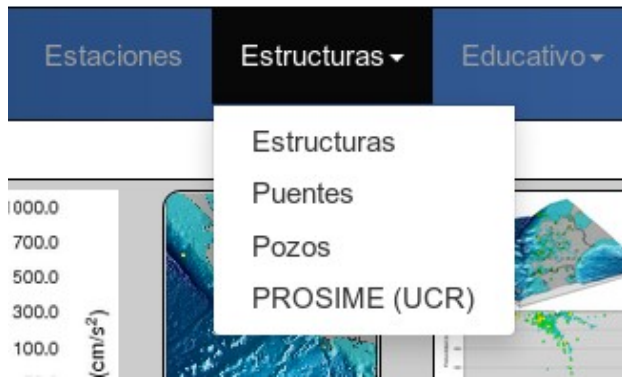 Estaciones
Estructuras
Educativo
Estructuras
Puentes
Pozos
PROSIME (UCR)
1000.0
700.0
500.0
300.0
100.0
(cm/s²)